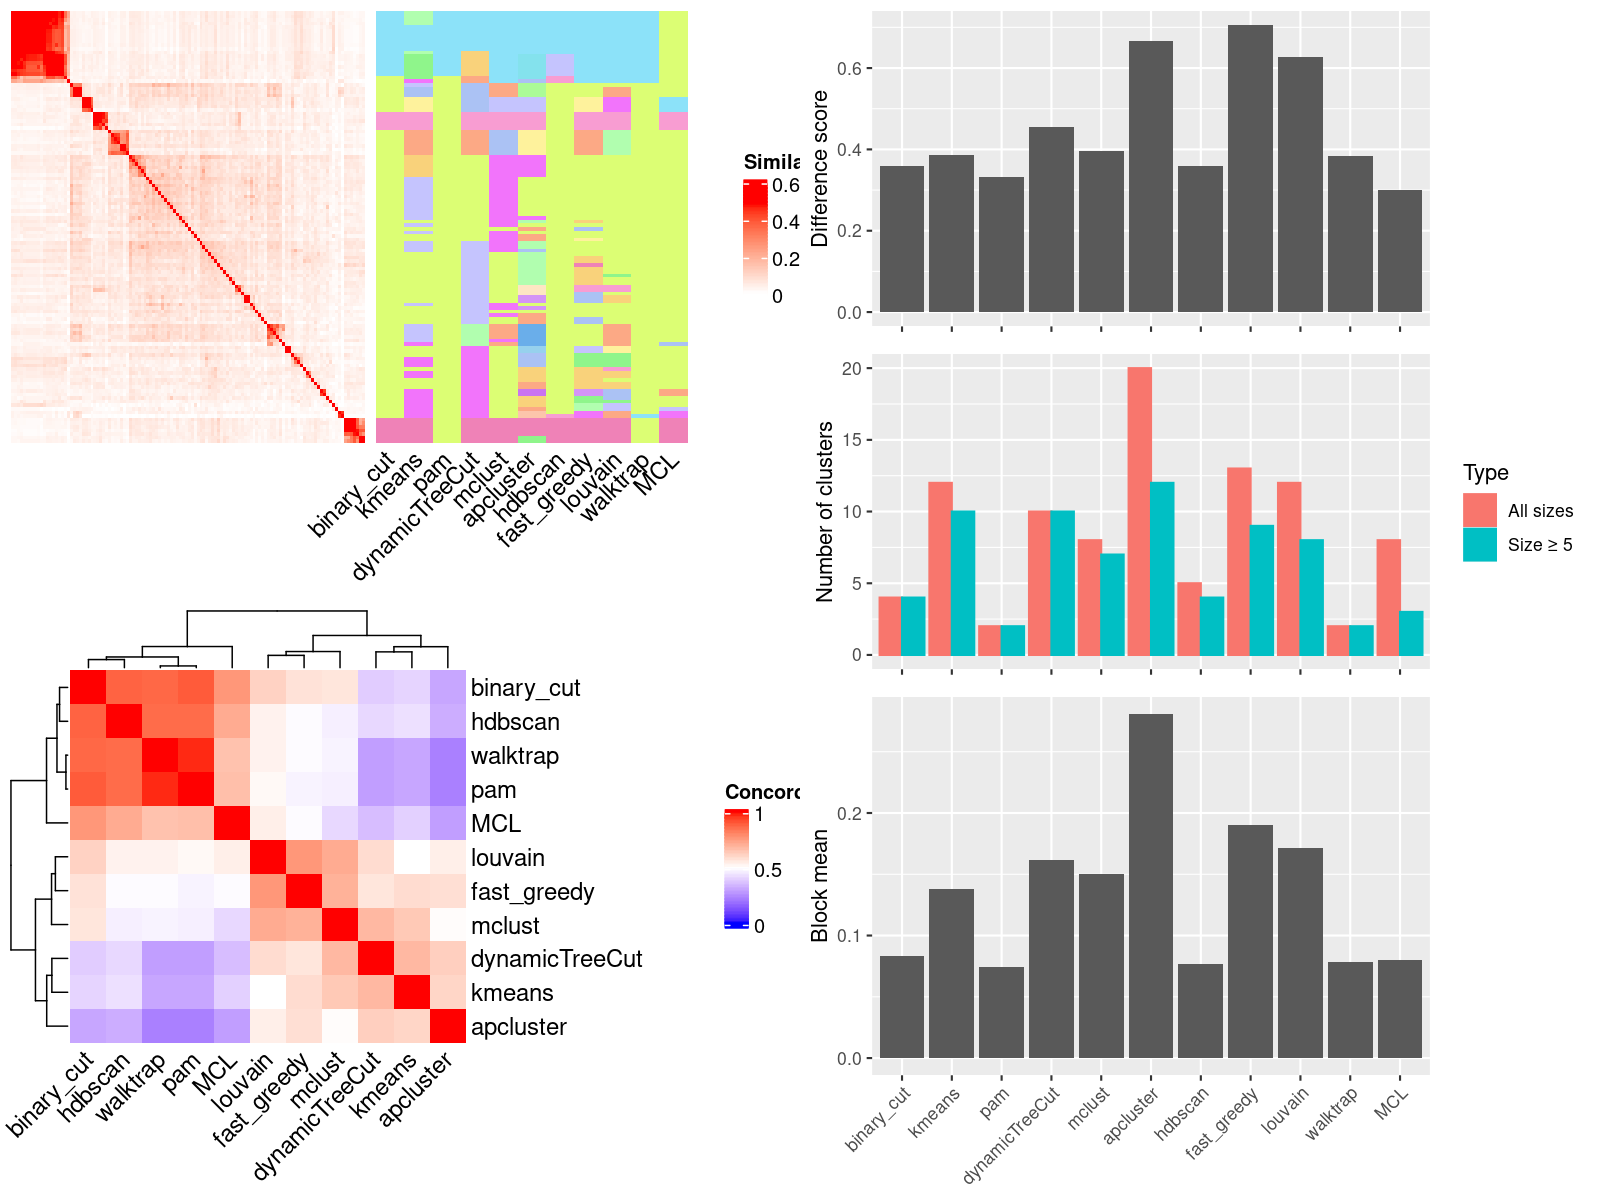 Simila
0.6
0.4
0.2
0
binary_cut
kmeans
pam
dynamicTreeCut
mclust
apcluster
hdbscan
fast_greedy
louvain
walktrap
MCL
binary_cut
hdbscan
walktrap
pam
MCL
louvain
fast_greedy
mclust
dynamicTreeCut
kmeans
apcluster
binary_cut
hdbscan
walktrap
pam
MCL
louvain
fast_greedy
mclust
dynamicTreeCut
kmeans
apcluster
Concord
1
0.5
0
Difference score
0.6
0.4
0.2
0.0
Number of clusters
20
15
10
5
0
Type
All sizes
Size ≥ 5
Block mean
0.2
0.1
0.0
binary_cut
kmeans
pam
dynamicTreeCut
mclust
apcluster
hdbscan
fast_greedy
louvain
walktrap
MCL